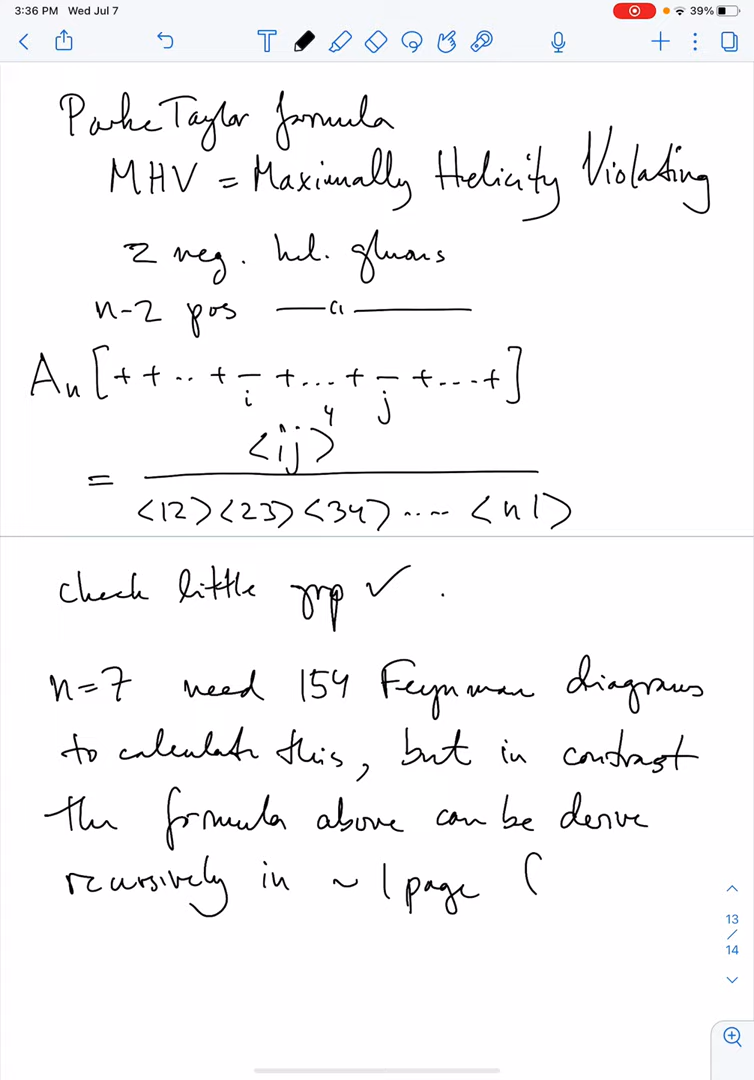 3:36 PM Wed Jul 7
39%
T
Parke Taylor formula
MHV = Maximally Helicity Violating
2 neg. hel. gluons
n-2 pos —〃—
An[++..+ - +...+ - +...+]
i j
= <ij>^4 / <12><23><34>.... <n1>
check little grp ✓.
n=7 need 154 Feynman diagrams
to calculate this, but in contrast
the formula above can be derive
recursively in ~ 1 page (
13
/
14